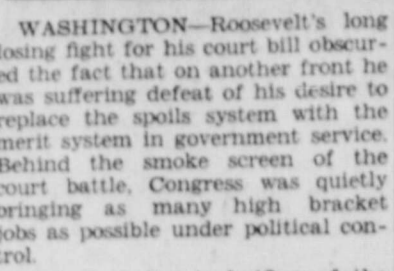 WASHINGTON—Roosevelt's long
losing fight for his court bill obscur-
ed the fact that on another front he
was suffering defeat of his desire to
replace the spoils system with the
merit system in government service.
Behind the smoke screen of the
court battle, Congress was quietly
bringing as many high bracket
jobs as possible under political con-
trol.